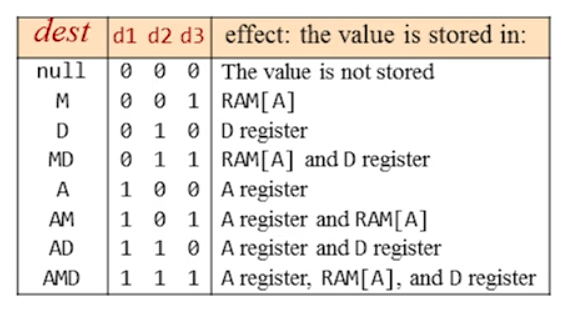 dest d1 d2 d3 effect: the value is stored in:
null 0 0 0 The value is not stored
M 0 0 1 RAM[A]
D 0 1 0 D register
MD 0 1 1 RAM[A] and D register
A 1 0 0 A register
AM 1 0 1 A register and RAM[A]
AD 1 1 0 A register and D register
AMD 1 1 1 A register, RAM[A], and D register